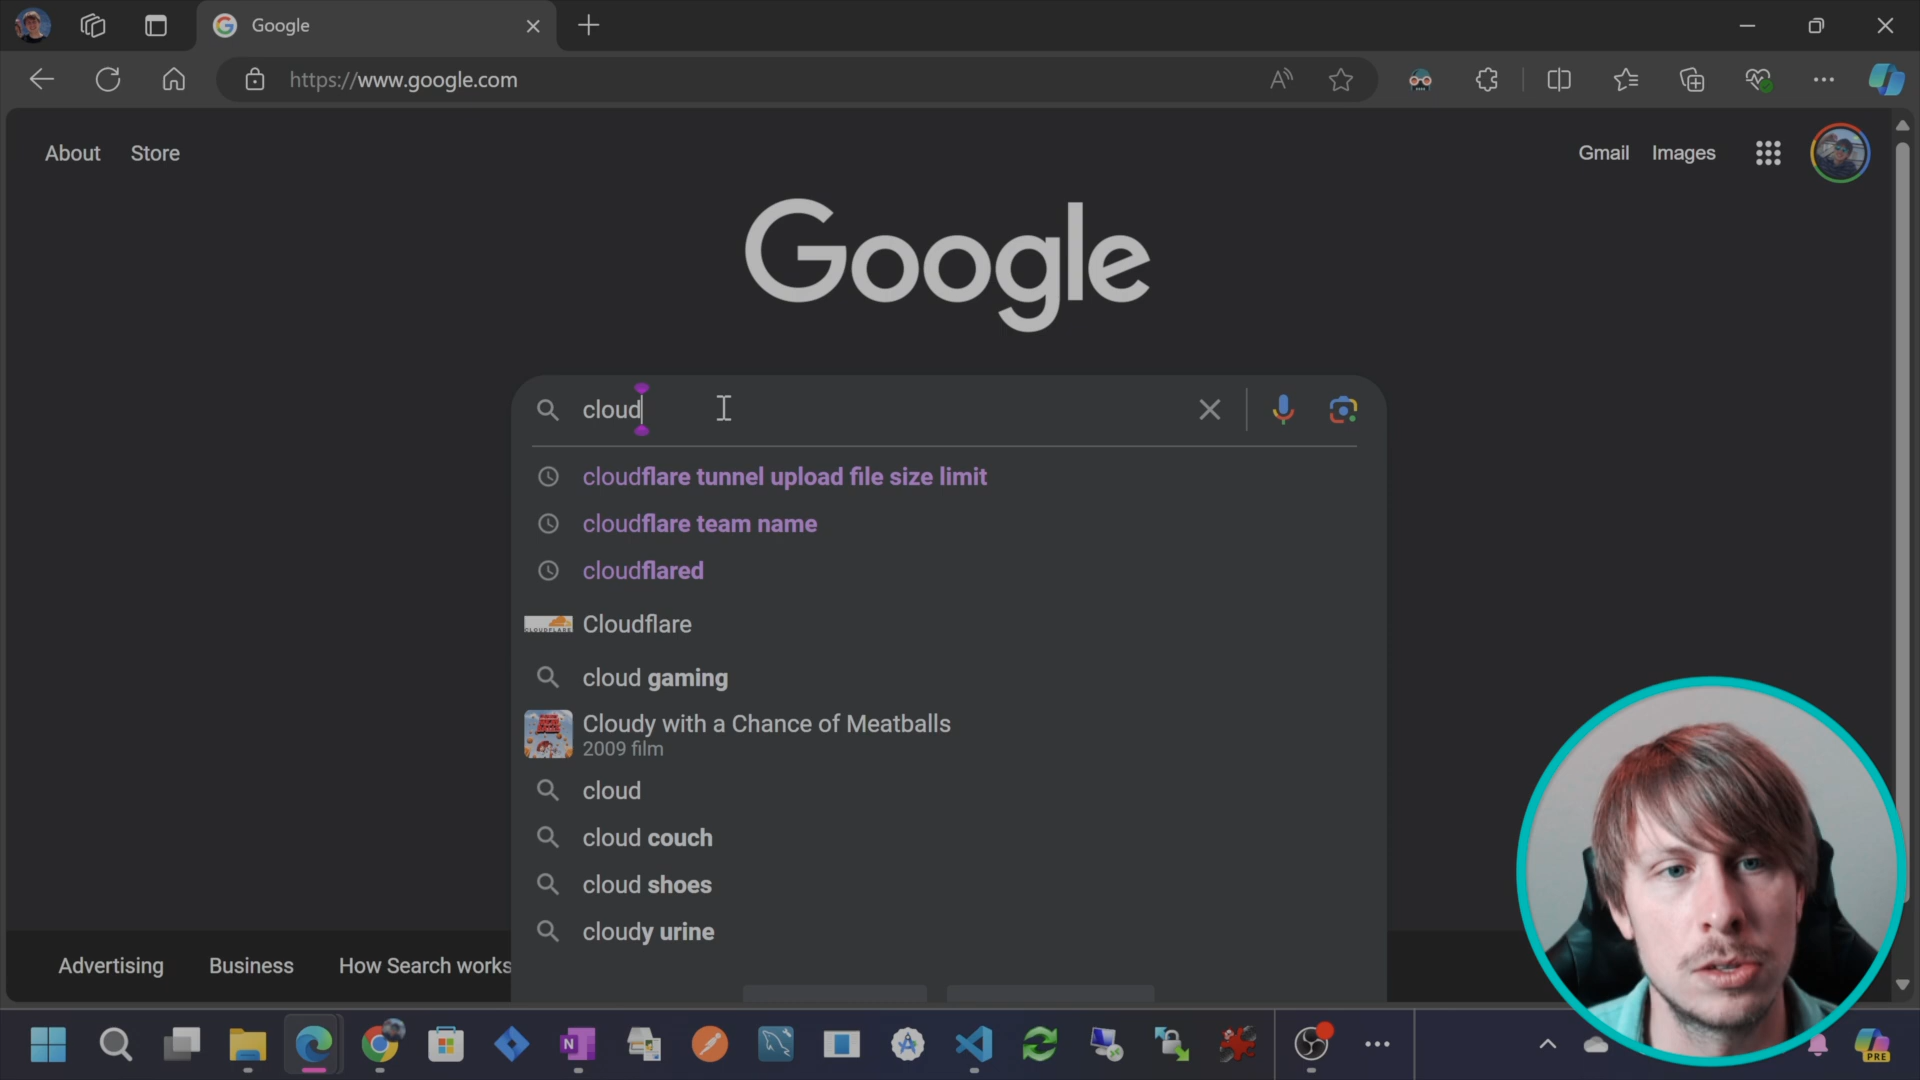 Google
https://www.google.com
About
Store
Gmail
Images
Google
cloud
cloudflare tunnel upload file size limit
cloudflare team name
cloudflared
CLOUDFLARE
Cloudflare
cloud gaming
Cloudy with a Chance of Meatballs
2009 film
cloud
cloud couch
cloud shoes
cloudy urine
Advertising
Business
How Search works
N
PRE